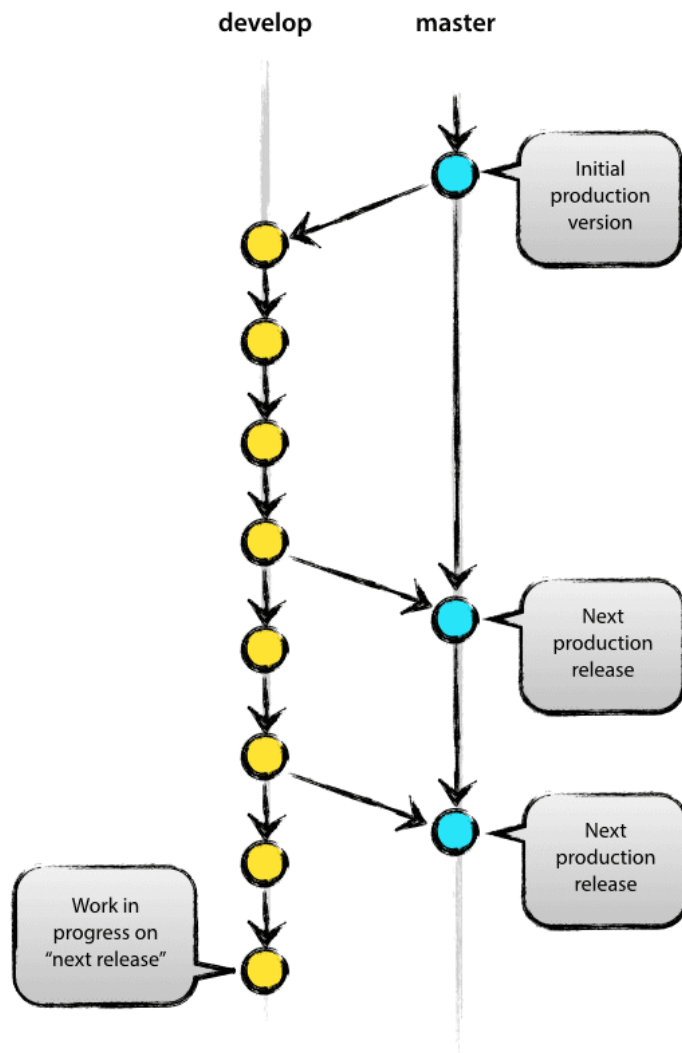 develop
master
Initial
production
version
Next
production
release
Next
production
release
Work in
progress on
“next release”